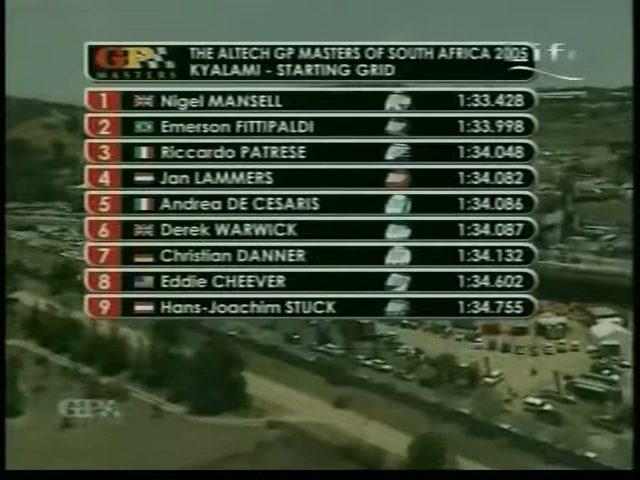 GP MASTERS
THE ALTECH GP MASTERS OF SOUTH AFRICA 2005
KYALAMI - STARTING GRID
life
1 Nigel MANSELL 1:33.428
2 Emerson FITTIPALDI 1:33.998
3 Riccardo PATRESE 1:34.048
4 Jan LAMMERS 1:34.082
5 Andrea DE CESARIS 1:34.086
6 Derek WARWICK 1:34.087
7 Christian DANNER 1:34.132
8 Eddie CHEEVER 1:34.602
9 Hans-Joachim STUCK 1:34.755
GP